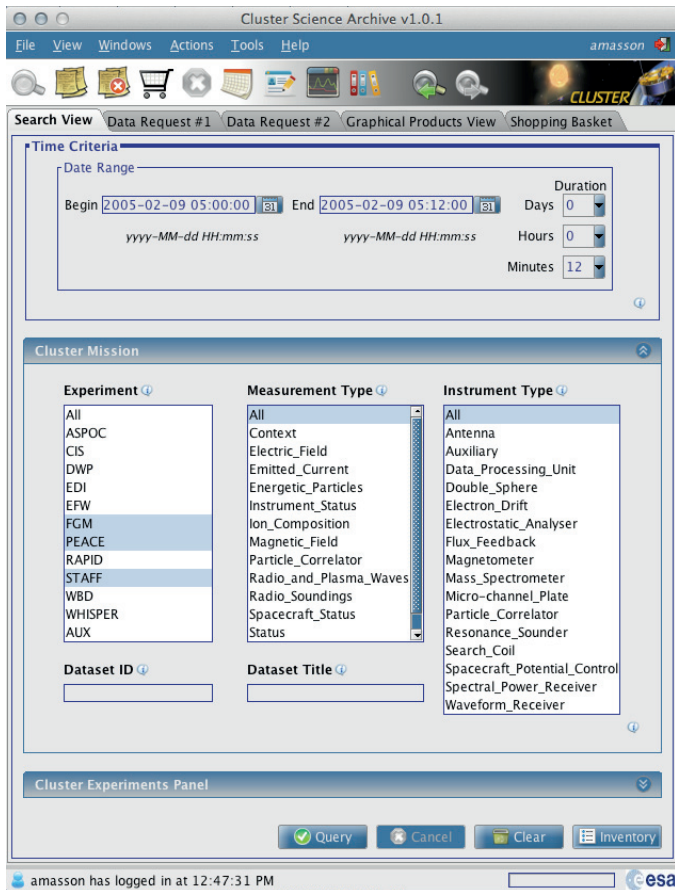 Cluster Science Archive v1.0.1
File View Windows Actions Tools Help amasson
CLUSTER
Search View Data Request #1 Data Request #2 Graphical Products View Shopping Basket
Time Criteria
Date Range
Duration
Begin 2005-02-09 05:00:00 31 End 2005-02-09 05:12:00 31 Days 0
yyyy-MM-dd HH:mm:ss yyyy-MM-dd HH:mm:ss Hours 0
Minutes 12
Cluster Mission
Experiment
All
ASPOC
CIS
DWP
EDI
EFW
FGM
PEACE
RAPID
STAFF
WBD
WHISPER
AUX
Measurement Type
All
Context
Electric_Field
Emitted_Current
Energetic_Particles
Instrument_Status
Ion_Composition
Magnetic_Field
Particle_Correlator
Radio_and_Plasma_Waves
Radio_Soundings
Spacecraft_Status
Status
Instrument Type
All
Antenna
Auxiliary
Data_Processing_Unit
Double_Sphere
Electron_Drift
Electrostatic_Analyser
Flux_Feedback
Magnetometer
Mass_Spectrometer
Micro-channel_Plate
Particle_Correlator
Resonance_Sounder
Search_Coil
Spacecraft_Potential_Control
Spectral_Power_Receiver
Waveform_Receiver
Dataset ID Dataset Title
Cluster Experiments Panel
Query Cancel Clear Inventory
amasson has logged in at 12:47:31 PM esa